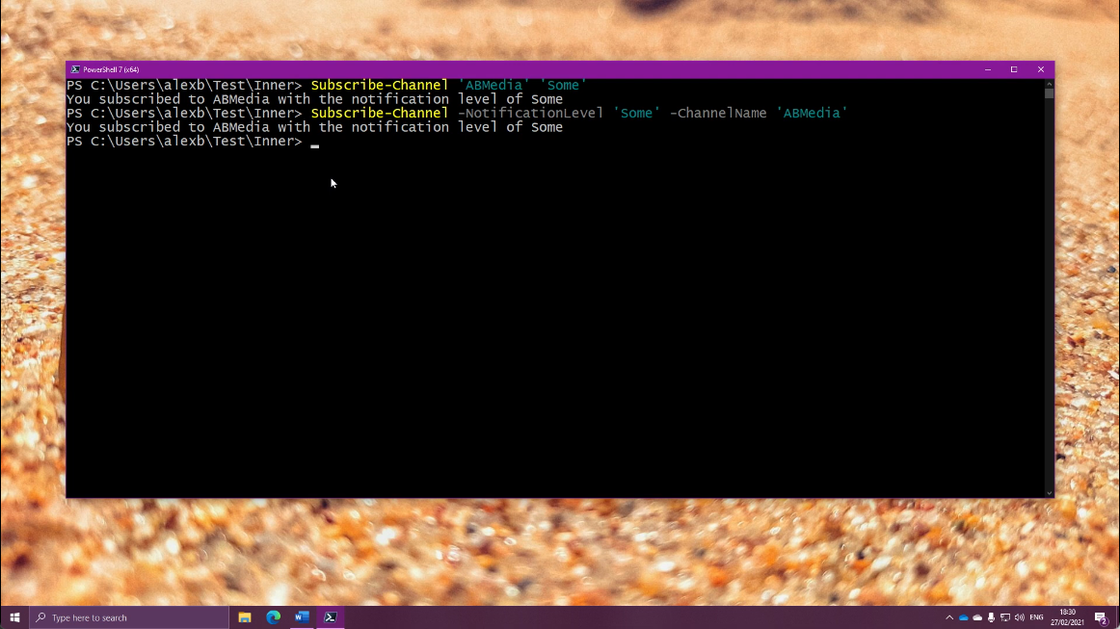 PowerShell 7 (x64)
PS C:\Users\alexb\Test\Inner> Subscribe-Channel 'ABMedia' 'Some'
You subscribed to ABMedia with the notification level of Some
PS C:\Users\alexb\Test\Inner> Subscribe-Channel -NotificationLevel 'Some' -ChannelName 'ABMedia'
You subscribed to ABMedia with the notification level of Some
PS C:\Users\alexb\Test\Inner>
Type here to search
ENG
18:30
27/02/2021
2